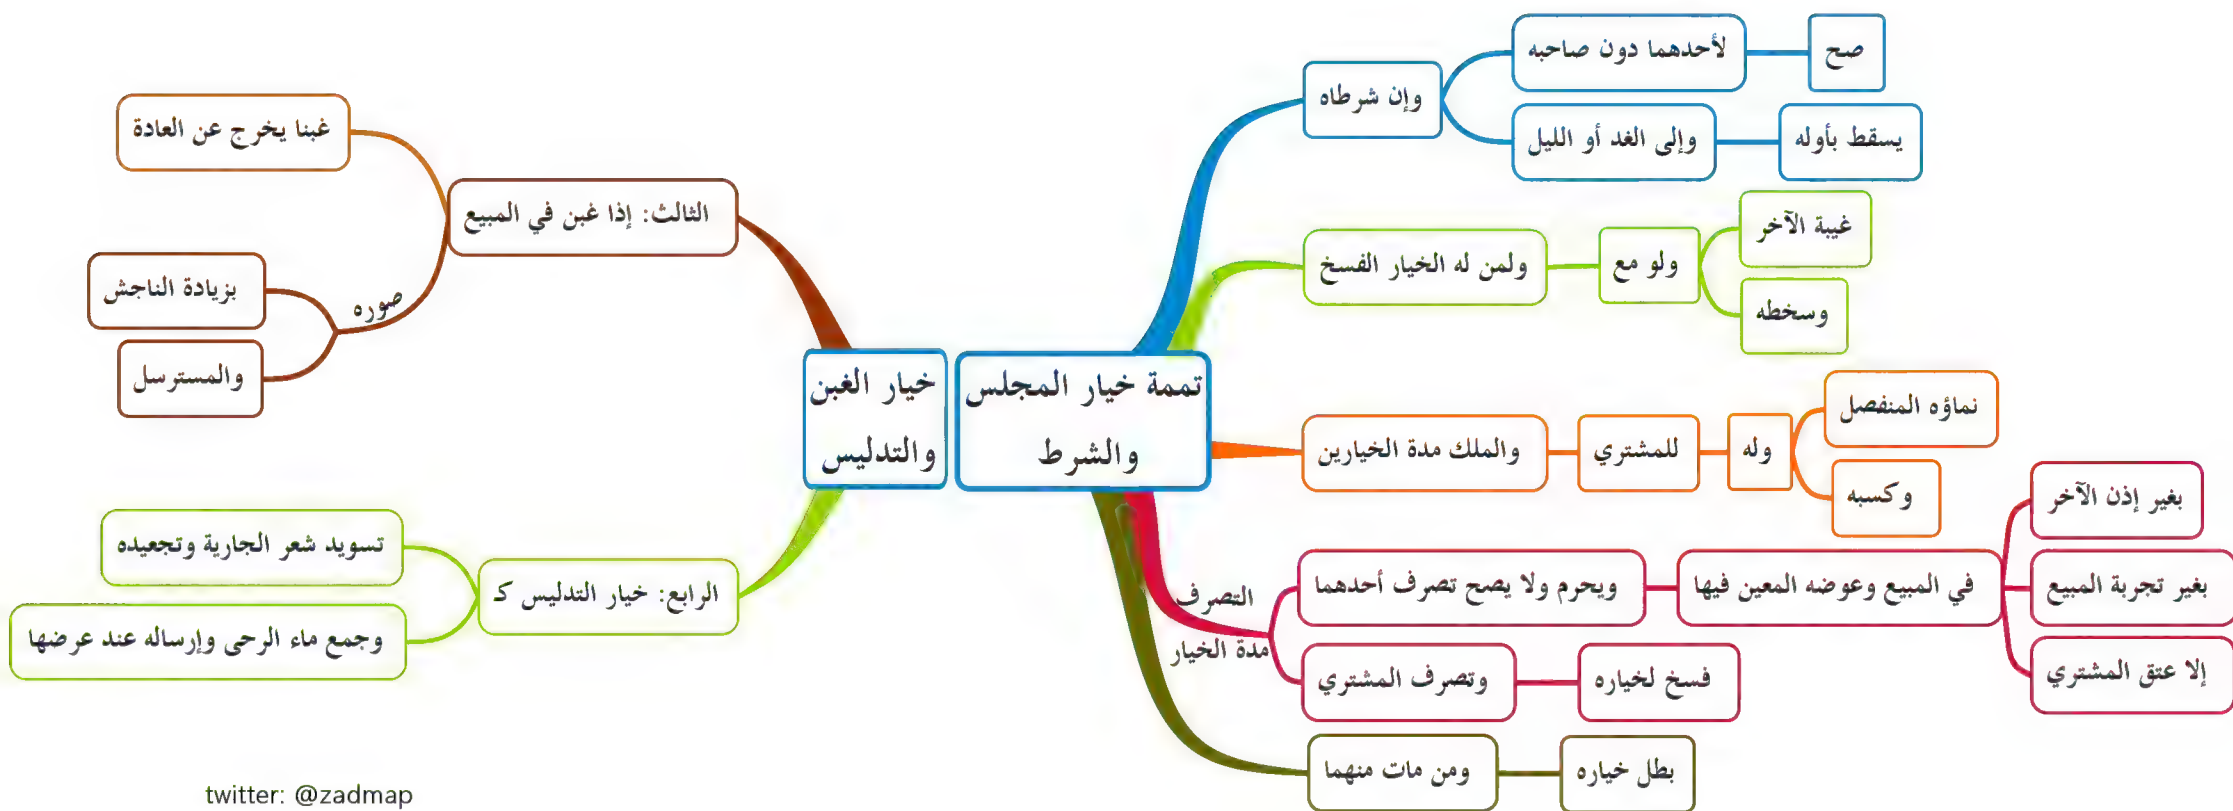 تتمة خيار المجلس
والشرط
وإن شرطاه
لأحدهما دون صاحبه
صح
وإلى الغد أو الليل
يسقط بأوله
ولمن له الخيار الفسخ
ولو مع
غيبة الآخر
وسخطه
والملك مدة الخيارين
للمشتري
وله
نماؤه المنفصل
وكسبه
التصرف
مدة الخيار
ويحرم ولا يصح تصرف أحدهما
في المبيع وعوضه المعين فيها
بغير إذن الآخر
بغير تجربة المبيع
إلا عتق المشتري
وتصرف المشتري
فسخ لخياره
ومن مات منهما
بطل خياره
خيار الغبن
والتدليس
الثالث: إذا غبن في المبيع
غبنا يخرج عن العادة
صوره
بزيادة الناجش
والمسترسل
الرابع: خيار التدليس كـ
تسويد شعر الجارية وتجعيده
وجمع ماء الرحى وإرساله عند عرضها
twitter: @zadmap